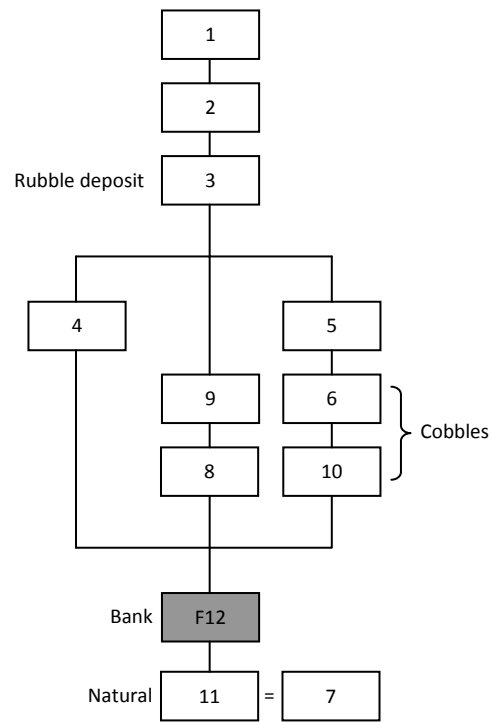 1
2
Rubble deposit 3
4 5
9 6
Cobbles
8 10
Bank F12
Natural 11 = 7